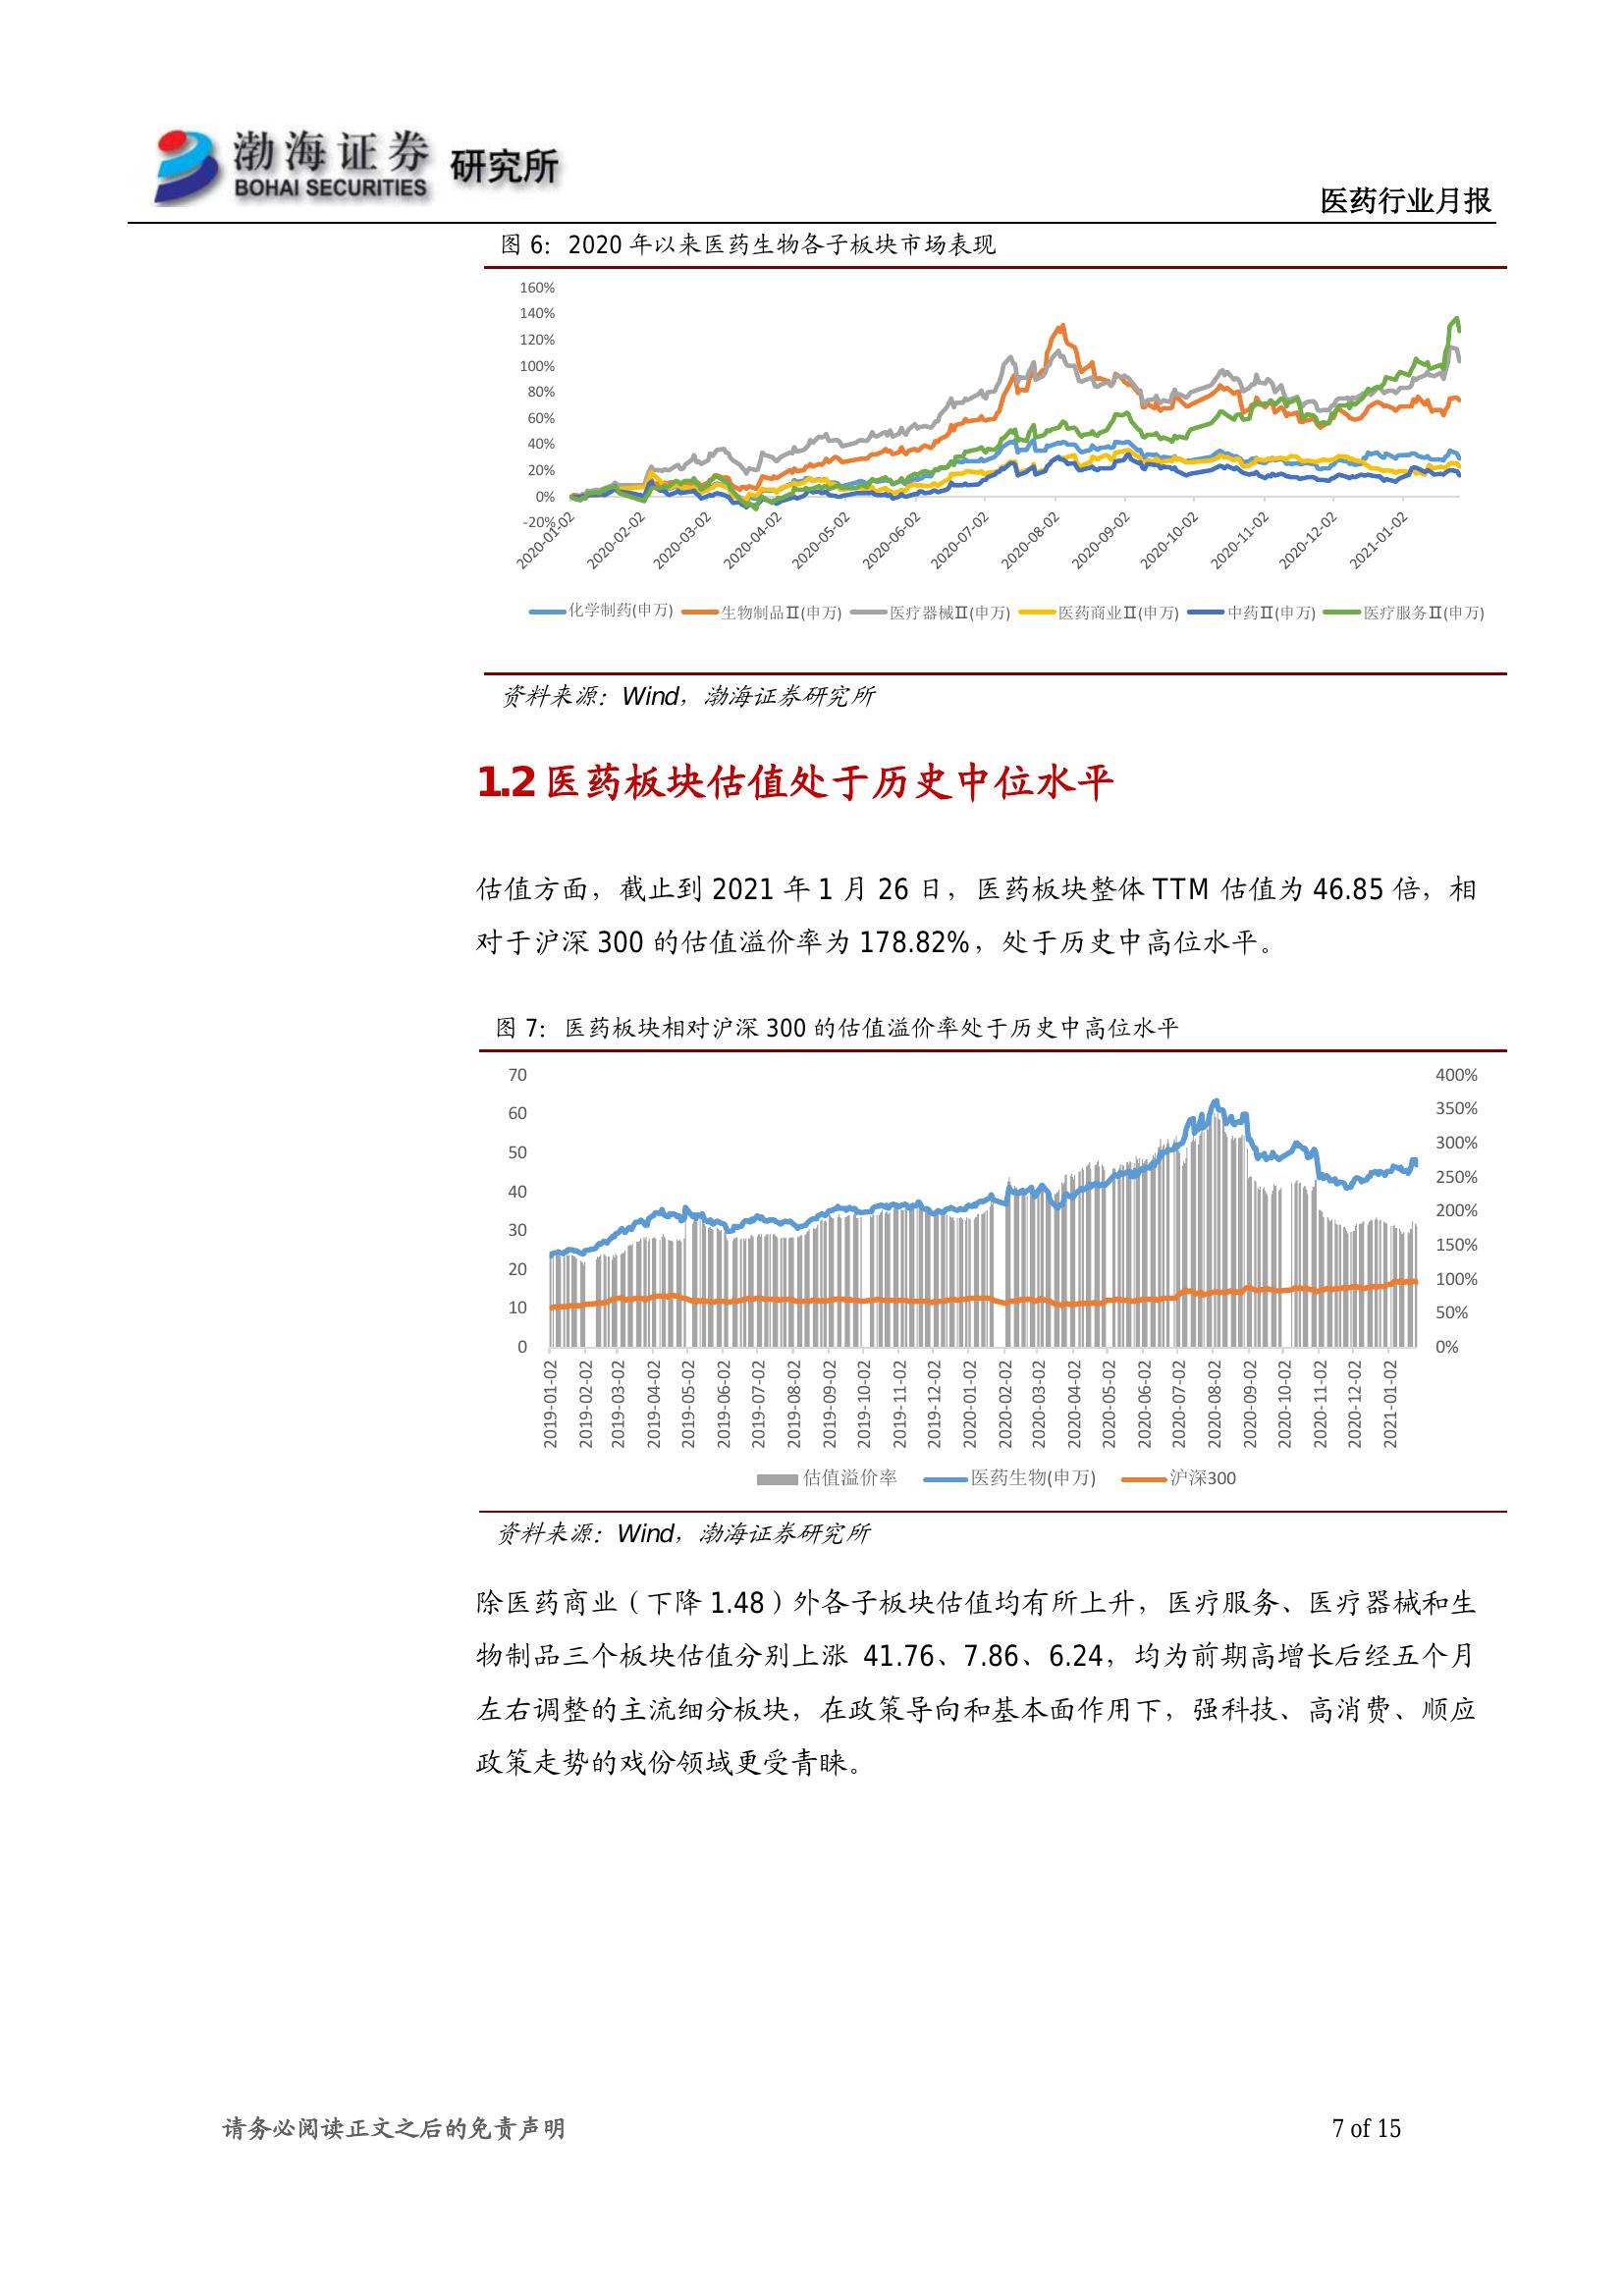 渤海证券 研究所
BOHAI SECURITIES
医药行业月报
图 6：2020 年以来医药生物各子板块市场表现
160%
140%
120%
100%
80%
60%
40%
20%
0%
-20%
2020-01-02 2020-02-02 2020-03-02 2020-04-02 2020-05-02 2020-06-02 2020-07-02 2020-08-02 2020-09-02 2020-10-02 2020-11-02 2020-12-02 2021-01-02
化学制药(申万) 生物制品Ⅱ(申万) 医疗器械Ⅱ(申万) 医药商业Ⅱ(申万) 中药Ⅱ(申万) 医疗服务Ⅱ(申万)
资料来源：Wind，渤海证券研究所
1.2 医药板块估值处于历史中位水平
估值方面，截止到 2021 年 1 月 26 日，医药板块整体 TTM 估值为 46.85 倍，相
对于沪深 300 的估值溢价率为 178.82%，处于历史中高位水平。
图 7：医药板块相对沪深 300 的估值溢价率处于历史中高位水平
70 400%
60 350%
50 300%
40 250%
30 200%
20 150%
10 100%
0 50%
0%
2019-01-02 2019-02-02 2019-03-02 2019-04-02 2019-05-02 2019-06-02 2019-07-02 2019-08-02 2019-09-02 2019-10-02 2019-11-02 2019-12-02 2020-01-02 2020-02-02 2020-03-02 2020-04-02 2020-05-02 2020-06-02 2020-07-02 2020-08-02 2020-09-02 2020-10-02 2020-11-02 2020-12-02 2021-01-02
估值溢价率 医药生物(申万) 沪深300
资料来源：Wind，渤海证券研究所
除医药商业（下降 1.48）外各子板块估值均有所上升，医疗服务、医疗器械和生
物制品三个板块估值分别上涨 41.76、7.86、6.24，均为前期高增长后经五个月
左右调整的主流细分板块，在政策导向和基本面作用下，强科技、高消费、顺应
政策走势的戏份领域更受青睐。
请务必阅读正文之后的免责声明
7 of 15